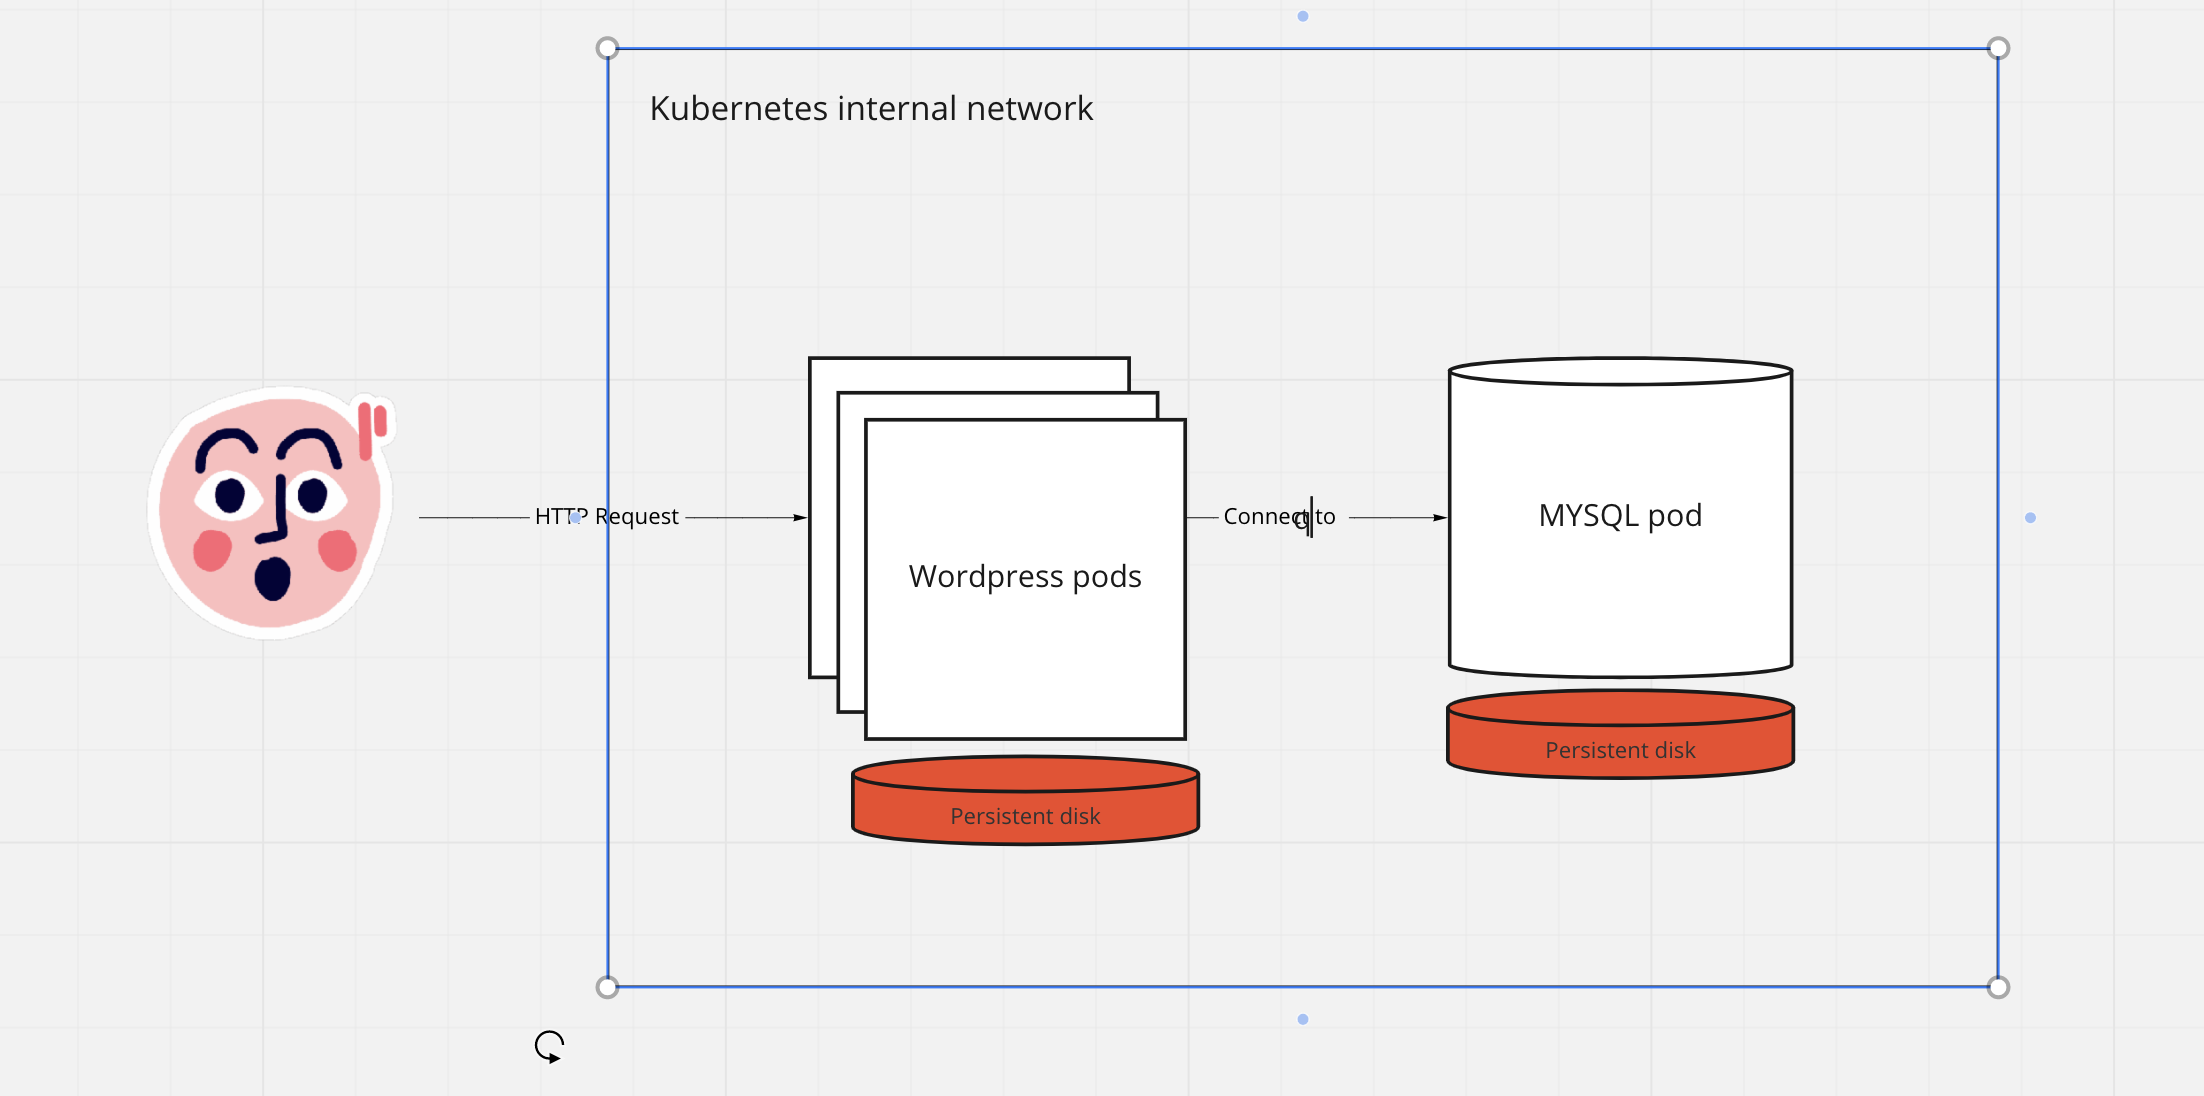 Kubernetes internal network
HTTP Request
Connect to
q
MYSQL pod
Wordpress pods
Persistent disk
Persistent disk